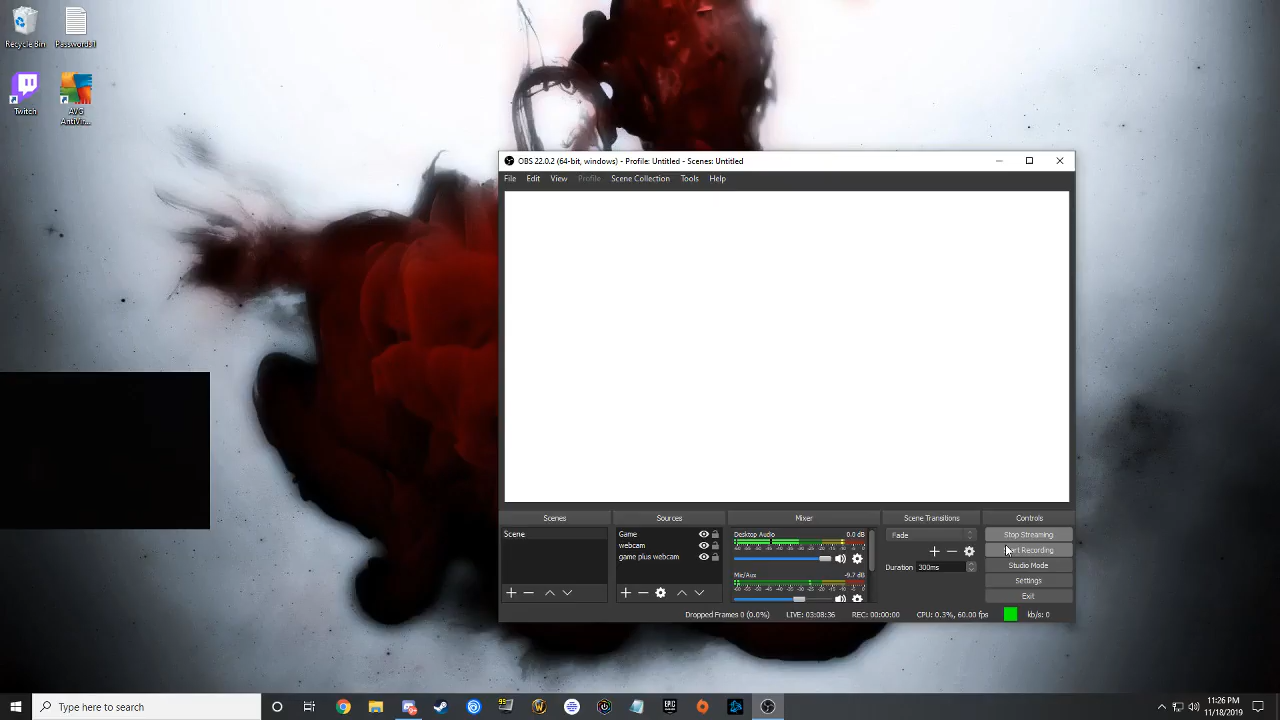 Recycle Bin
Passwords!
Twitch
AVG AntiVir...
OBS 22.0.2 (64-bit, windows) - Profile: Untitled - Scenes: Untitled
File Edit View Profile Scene Collection Tools Help
Scenes
Sources
Mixer
Scene Transitions
Controls
Scene
Game
webcam
game plus webcam
Desktop Audio 0.0 dB
Mic/Aux -9.7 dB
Fade
Duration 300ms
Stop Streaming
Start Recording
Studio Mode
Settings
Exit
Dropped Frames 0 (0.0%) LIVE: 03:08:36 REC: 00:00:00 CPU: 0.3%, 60.00 fps kb/s: 0
Type here to search
11:26 PM
11/18/2019